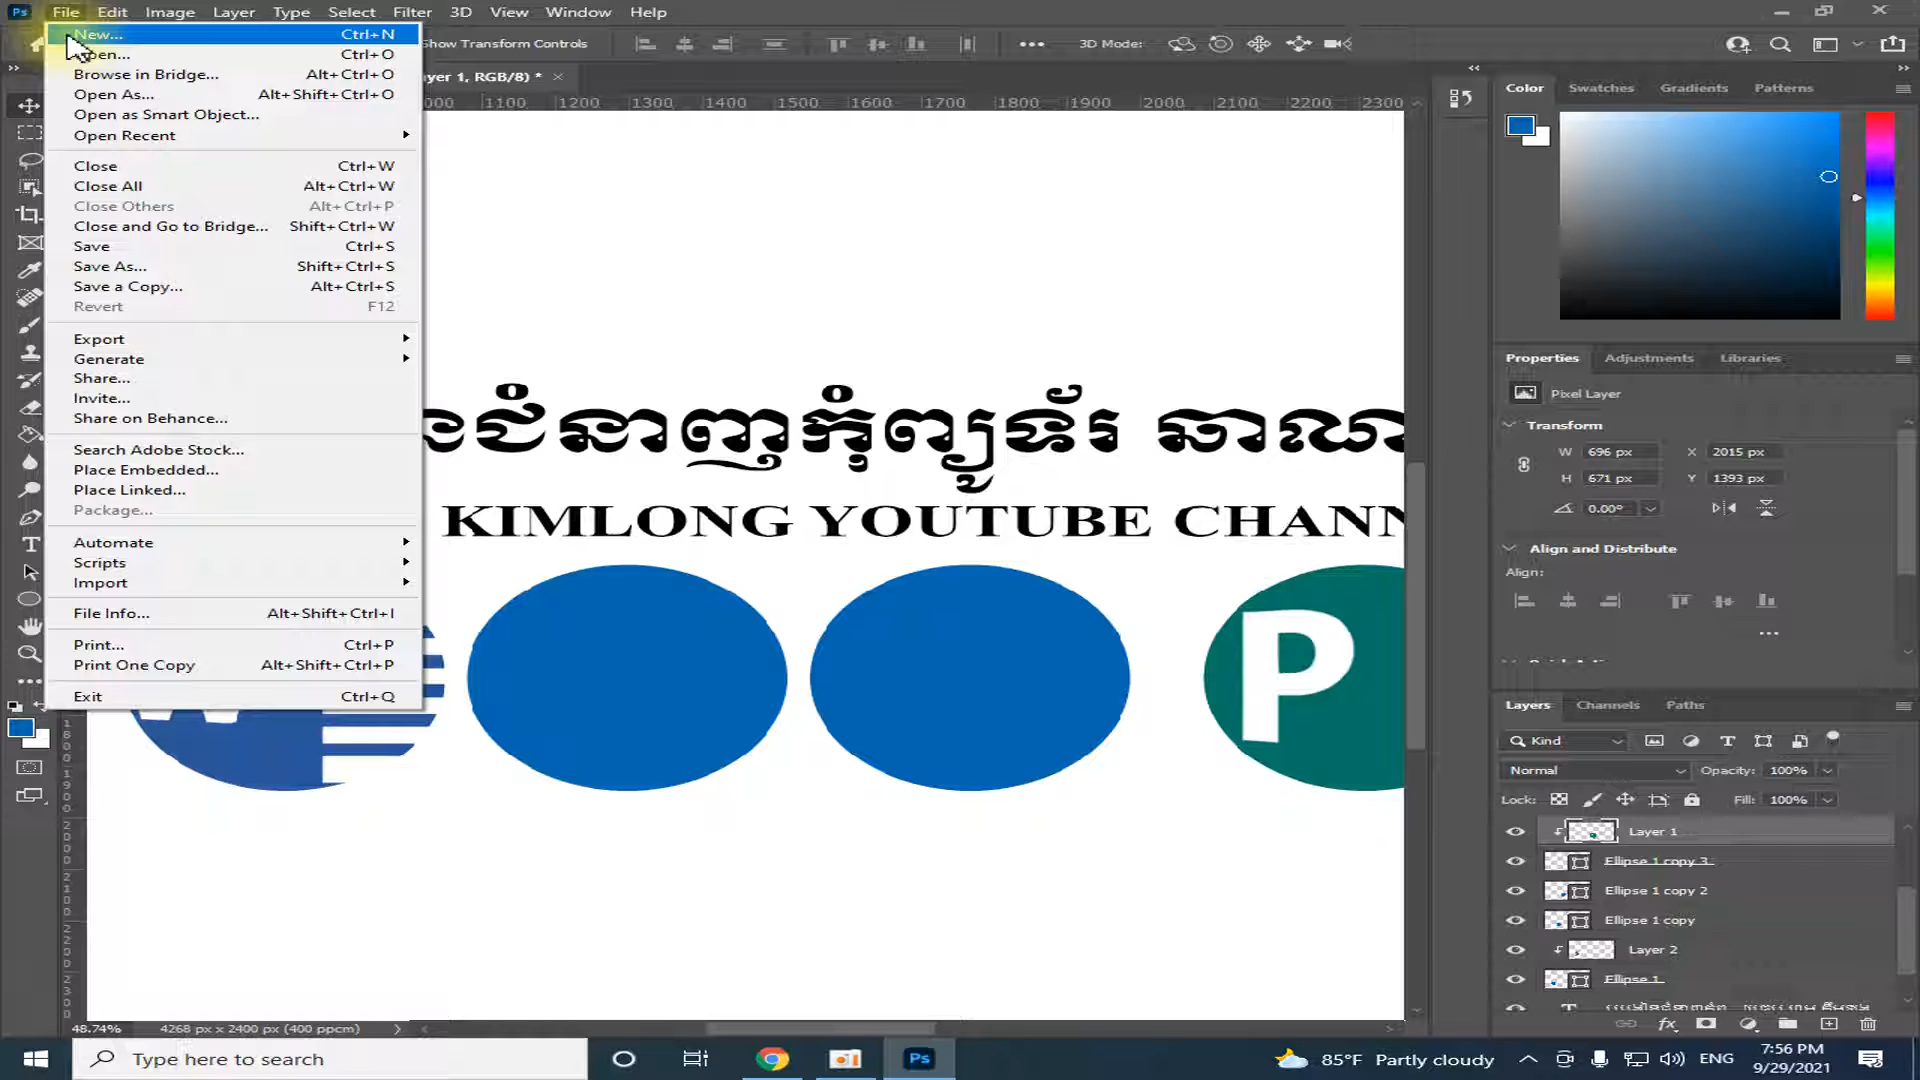 Ps File Edit Image Layer Type Select Filter 3D View Window Help
Show Transform Controls 3D Mode:
yer 1, RGB/8) *
New... Ctrl+N
Open... Ctrl+O
Browse in Bridge... Alt+Ctrl+O
Open As... Alt+Shift+Ctrl+O
Open as Smart Object...
Open Recent
Close Ctrl+W
Close All Alt+Ctrl+W
Close Others Alt+Ctrl+P
Close and Go to Bridge... Shift+Ctrl+W
Save Ctrl+S
Save As... Shift+Ctrl+S
Save a Copy... Alt+Ctrl+S
Revert F12
Export
Generate
Share...
Invite...
Share on Behance...
Search Adobe Stock...
Place Embedded...
Place Linked...
Package...
Automate
Scripts
Import
File Info... Alt+Shift+Ctrl+I
Print... Ctrl+P
Print One Copy Alt+Shift+Ctrl+P
Exit Ctrl+Q
1100 1200 1300 1400 1500 1600 1700 1800 1900 2000 2100 2200 2300
ជំនាញកុំព្យូទ័រ
KIMLONG YOUTUBE CHANN
P
Color Swatches Gradients Patterns
Properties Adjustments Libraries
Pixel Layer
Transform
W 696 px X 2015 px
H 671 px Y 1393 px
0.00°
Align and Distribute
Align:
Layers Channels Paths
Kind
Normal Opacity: 100%
Lock: Fill: 100%
Layer 1
Ellipse 1 copy 3
Ellipse 1 copy 2
Ellipse 1 copy
Layer 2
Ellipse 1
48.74% 4268 px x 2400 px (400 ppcm)
Type here to search
Ps
85°F Partly cloudy
ENG
7:56 PM
9/29/2021